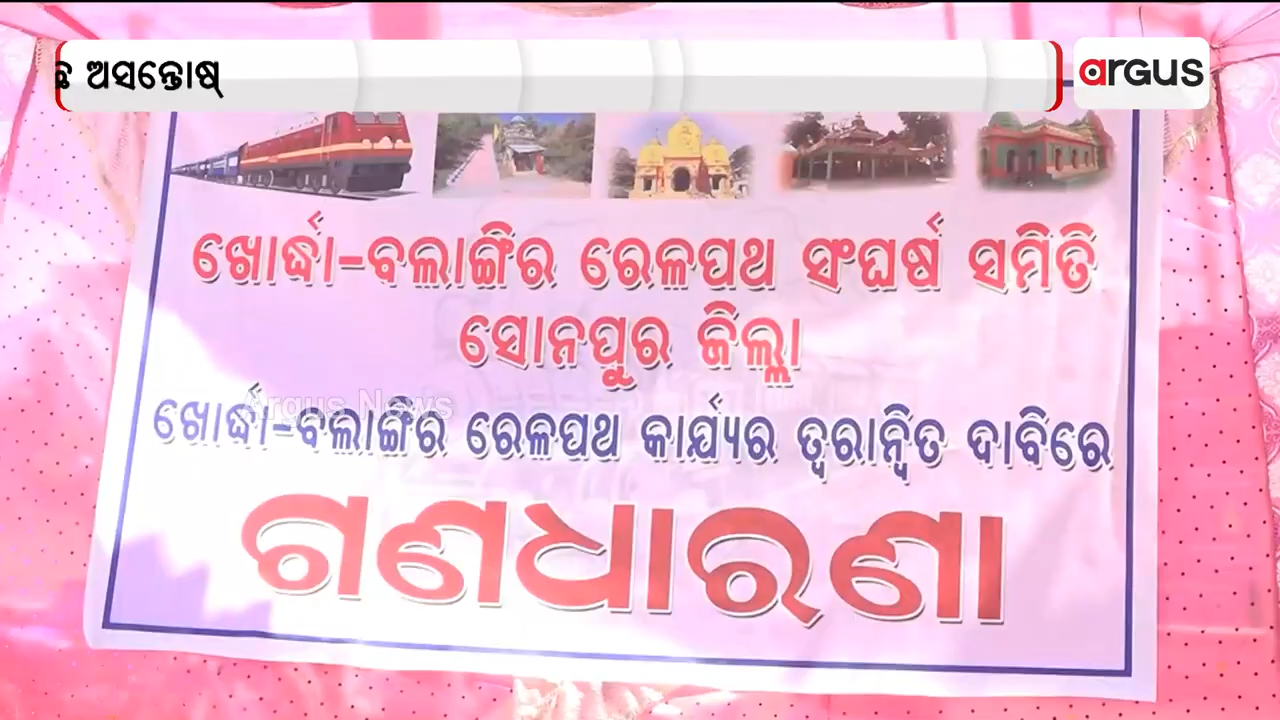 ଅସନ୍ତୋଷ୍
argus
ଖୋର୍ଦ୍ଧା-ବଲାଙ୍ଗିର ରେଳପଥ ସଂଘର୍ଷ ସମିତି
ସୋନପୁର ଜିଲ୍ଲା
Argus News
ଖୋର୍ଦ୍ଧା-ବଲାଙ୍ଗିର ରେଳପଥ କାର୍ଯ୍ୟର ତ୍ୱରାନ୍ୱିତ ଦାବିରେ
ଗଣଧାରଣା